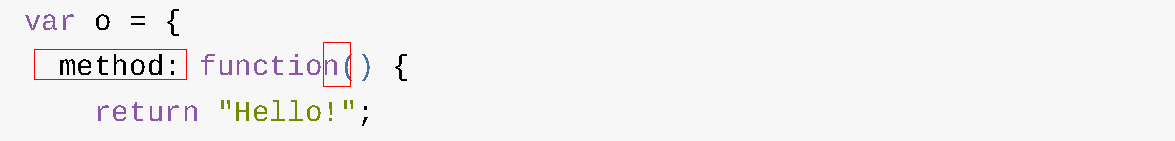 var o = {
  method: function() {
    return "Hello!";